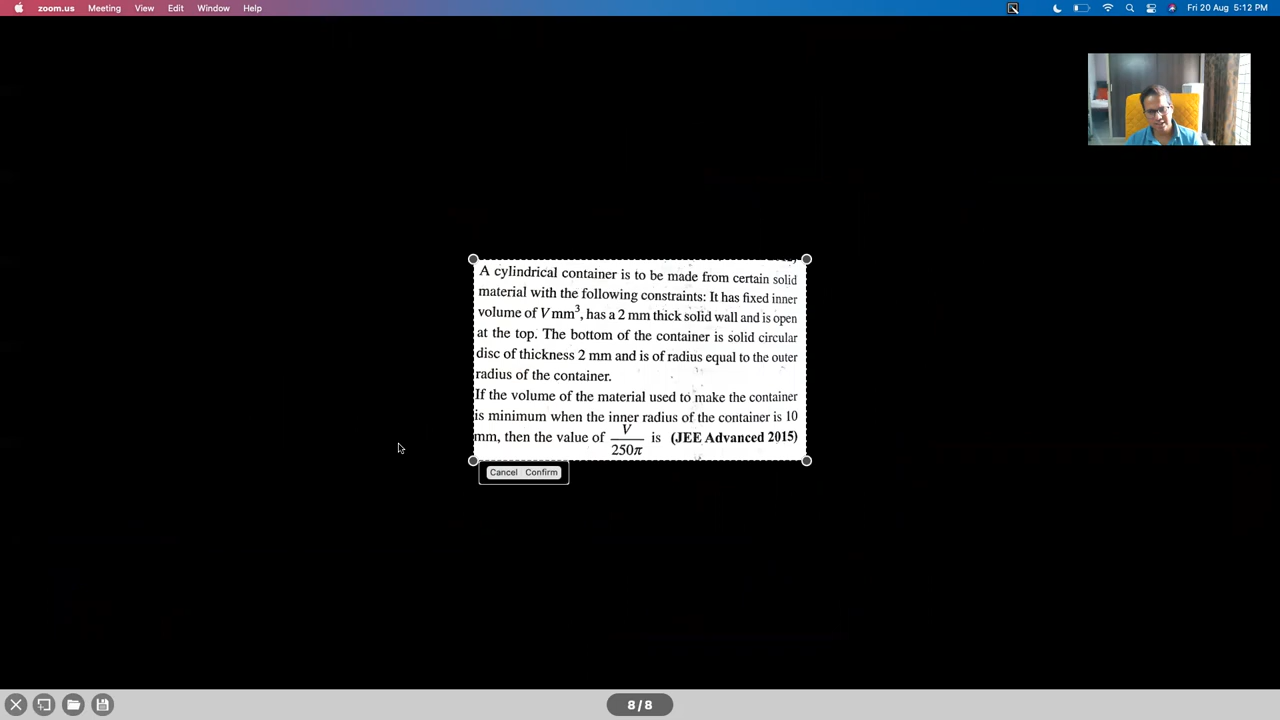 zoom.us Meeting View Edit Window Help Fri 20 Aug 5:12 PM
A cylindrical container is to be made from certain solid
material with the following constraints: It has fixed inner
volume of V mm³, has a 2 mm thick solid wall and is open
at the top. The bottom of the container is solid circular
disc of thickness 2 mm and is of radius equal to the outer
radius of the container.
If the volume of the material used to make the container
is minimum when the inner radius of the container is 10
mm, then the value of V/250π is (JEE Advanced 2015)
Cancel Confirm
8 / 8